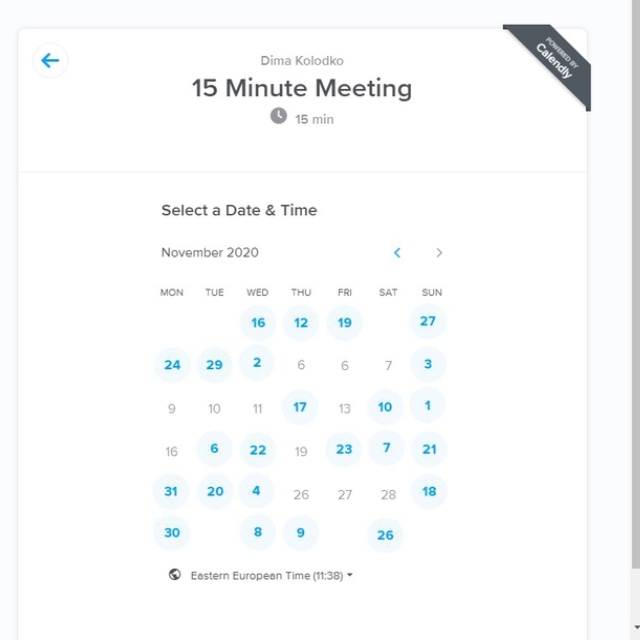 POWERED BY
Calendly
Dima Kolodko
15 Minute Meeting
15 min
Select a Date & Time
November 2020
MON TUE WED THU FRI SAT SUN
16 12 19 27
24 29 2 6 6 7 3
9 10 11 17 13 10 1
16 6 22 19 23 7 21
31 20 4 26 27 28 18
30 8 9 26
Eastern European Time (11:38)